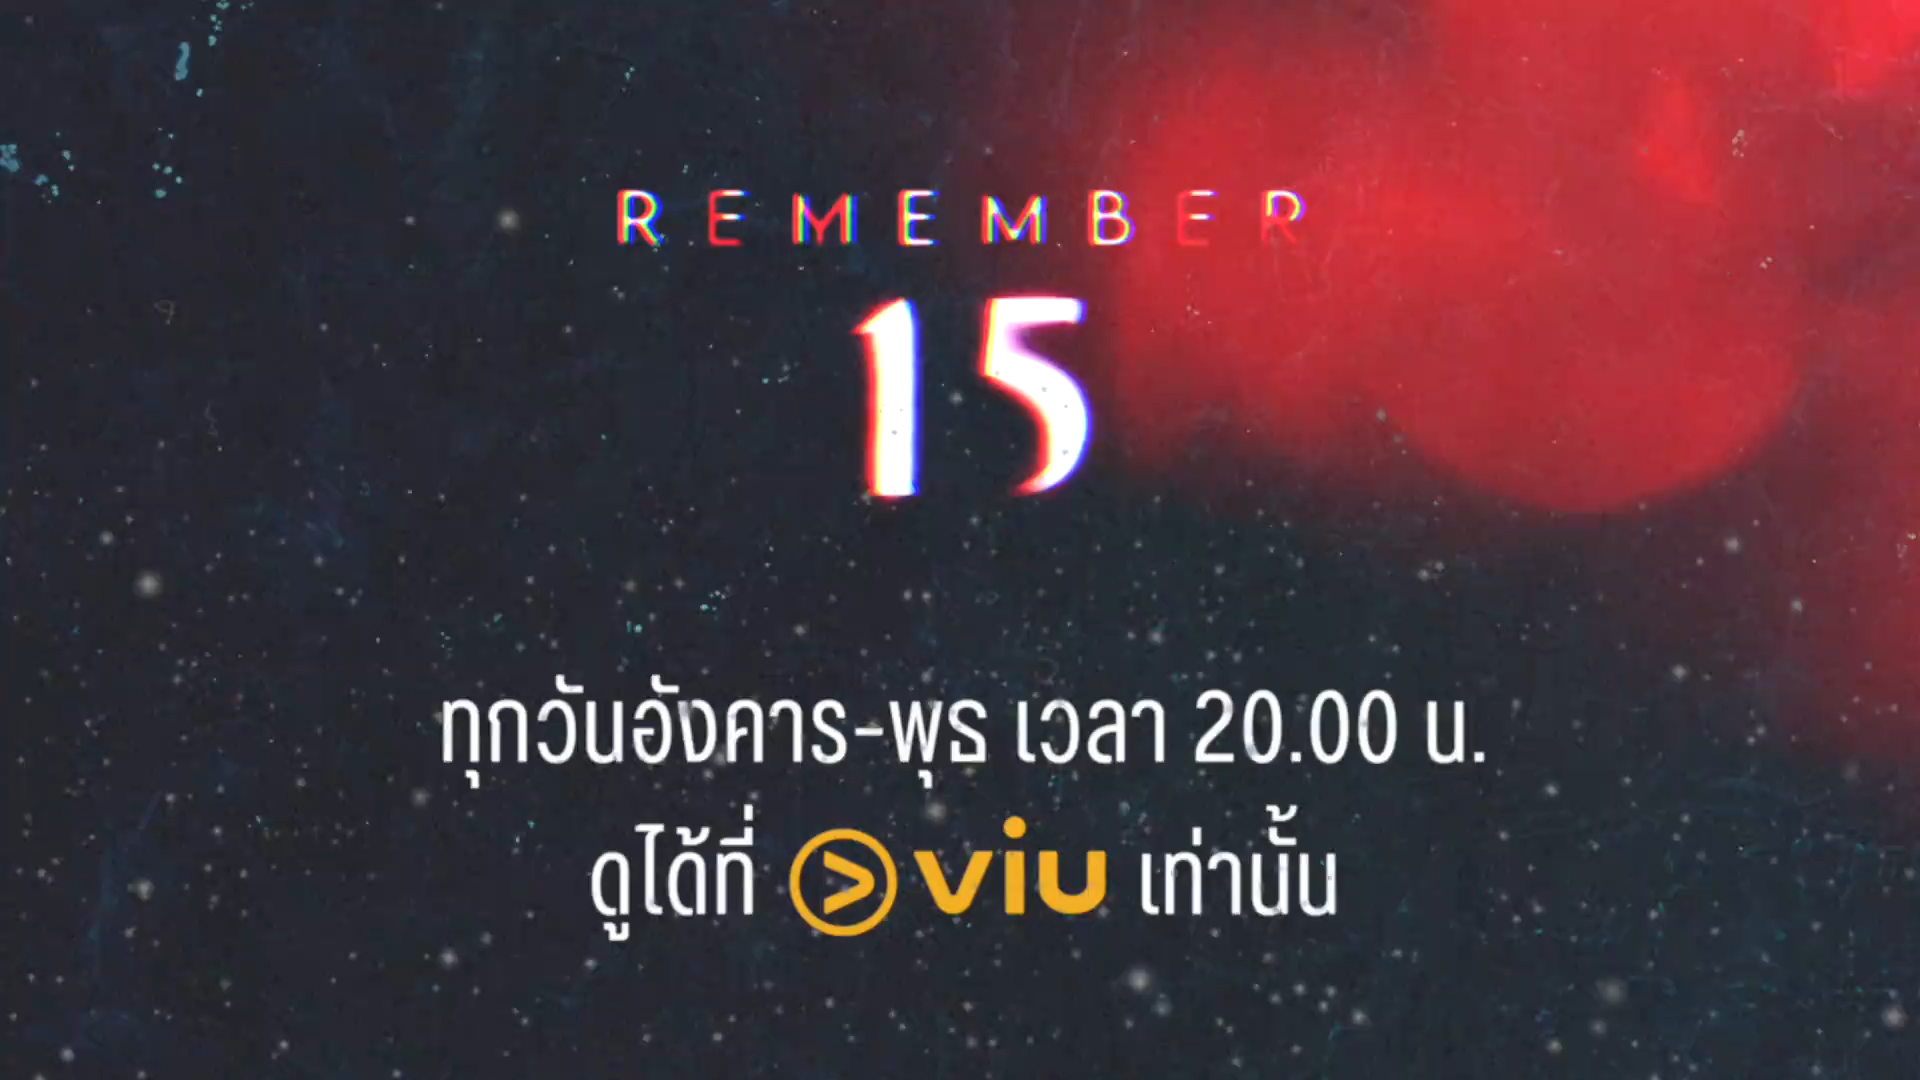 REMEMBER
15
ทุกวันอังคาร-พุธ เวลา 20.00 น.
ดูได้ที่ viu เท่านั้น